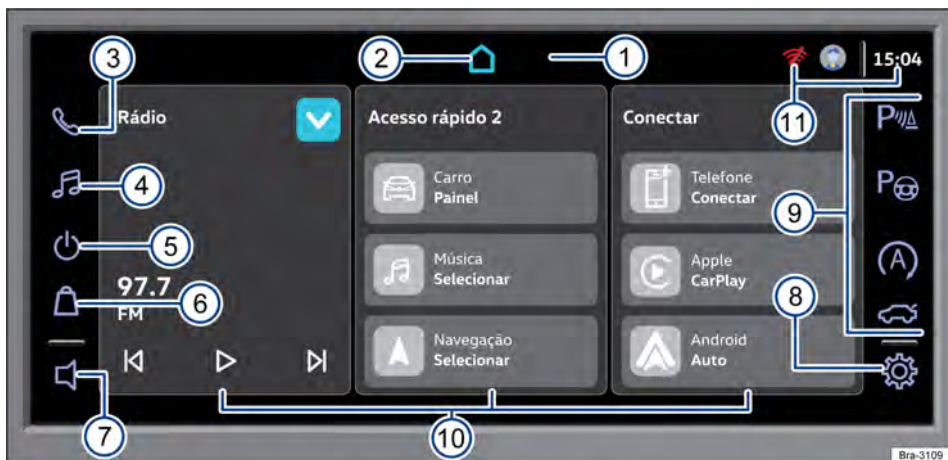 3
2
1
15:04
Rádio
Acesso rápido 2
Conectar
11
P
4
Carro
Painel
Telefone
Conectar
9
P
5
Música
Selecionar
Apple
CarPlay
A
97.7
FM
6
8
Navegação
Selecionar
Android
Auto
7
10
Bra-3109